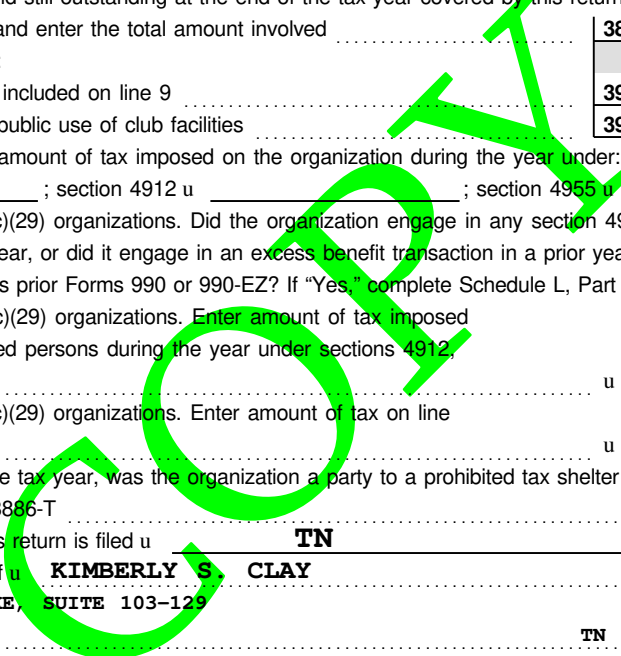 d still outstanding at the end of the tax year covered by this return
and enter the total amount involved 38
:
included on line 9 39
public use of club facilities 39
amount of tax imposed on the organization during the year under:
; section 4912 u ; section 4955 u
c)(29) organizations. Did the organization engage in any section 49
ear, or did it engage in an excess benefit transaction in a prior yea
s prior Forms 990 or 990-EZ? If “Yes,” complete Schedule L, Part
c)(29) organizations. Enter amount of tax imposed
ed persons during the year under sections 4912,
u
c)(29) organizations. Enter amount of tax on line
u
e tax year, was the organization a party to a prohibited tax shelter
8886-T
s return is filed u TN
f u KIMBERLY S. CLAY
KE, SUITE 103-129
TN
COPY